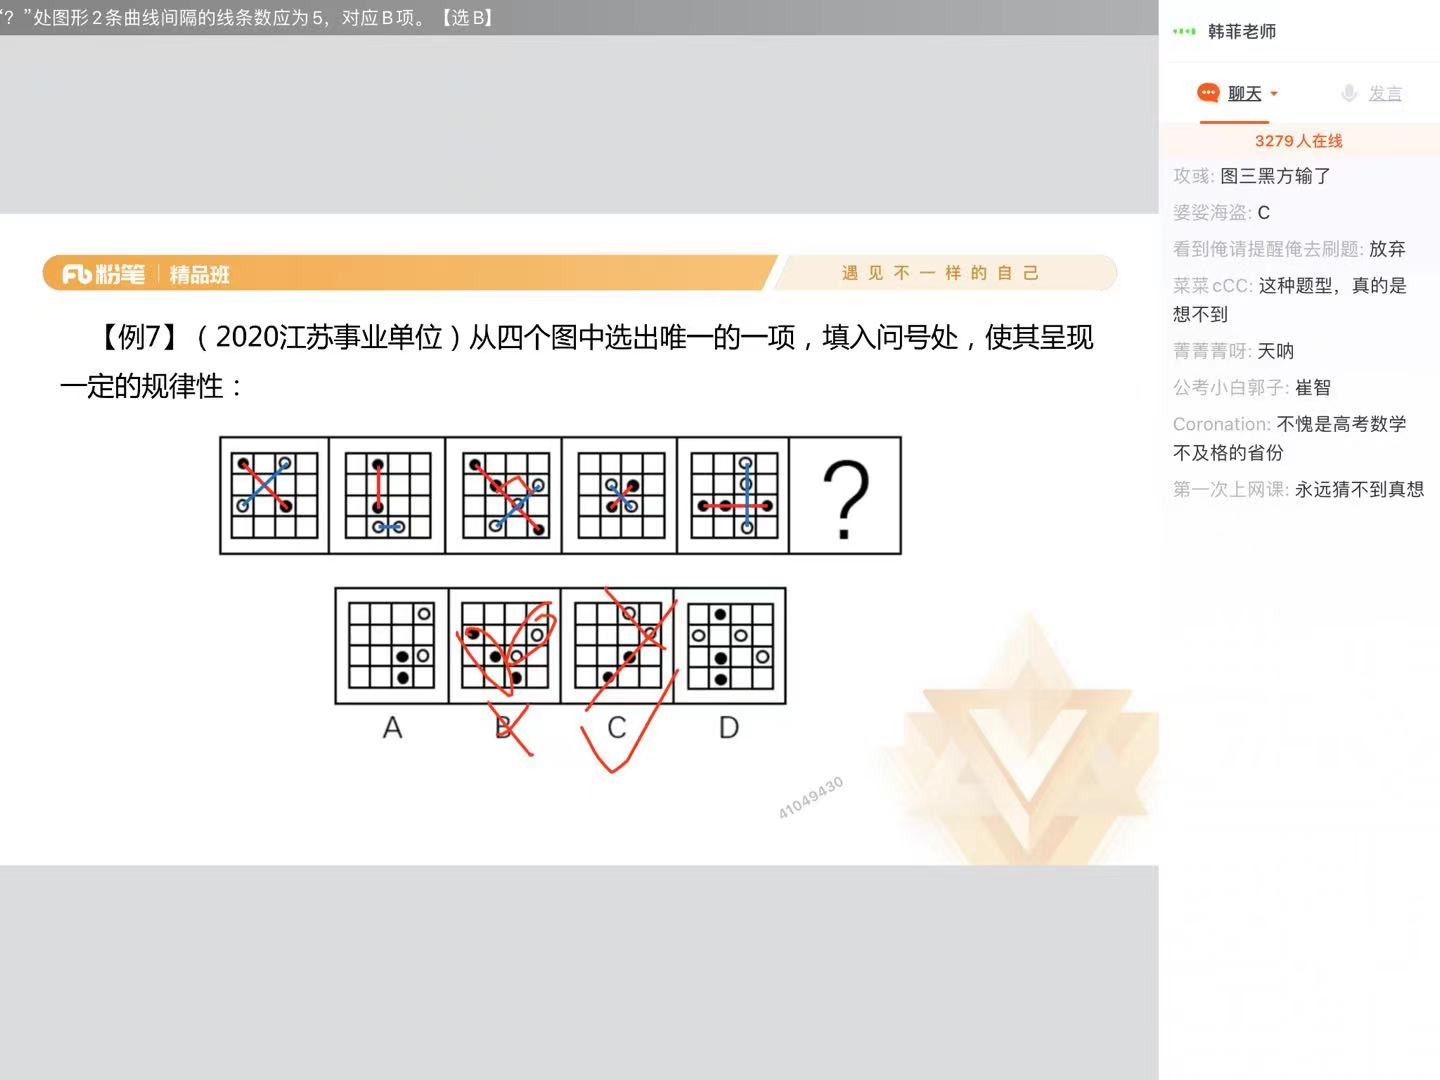 “？”处图形2条曲线间隔的线条数应为5，对应B项。【选B】
韩菲老师
聊天
发言
3279人在线
攻彧: 图三黑方输了
婆娑海盗: C
看到俺请提醒俺去刷题: 放弃
菜菜cCC: 这种题型，真的是
想不到
菁菁菁呀: 天呐
公考小白郭子: 崔智
Coronation: 不愧是高考数学
不及格的省份
第一次上网课: 永远猜不到真想
粉笔 精品班
遇见不一样的自己
【例7】（2020江苏事业单位）从四个图中选出唯一的一项，填入问号处，使其呈现
一定的规律性：
?
A B C D
41049430